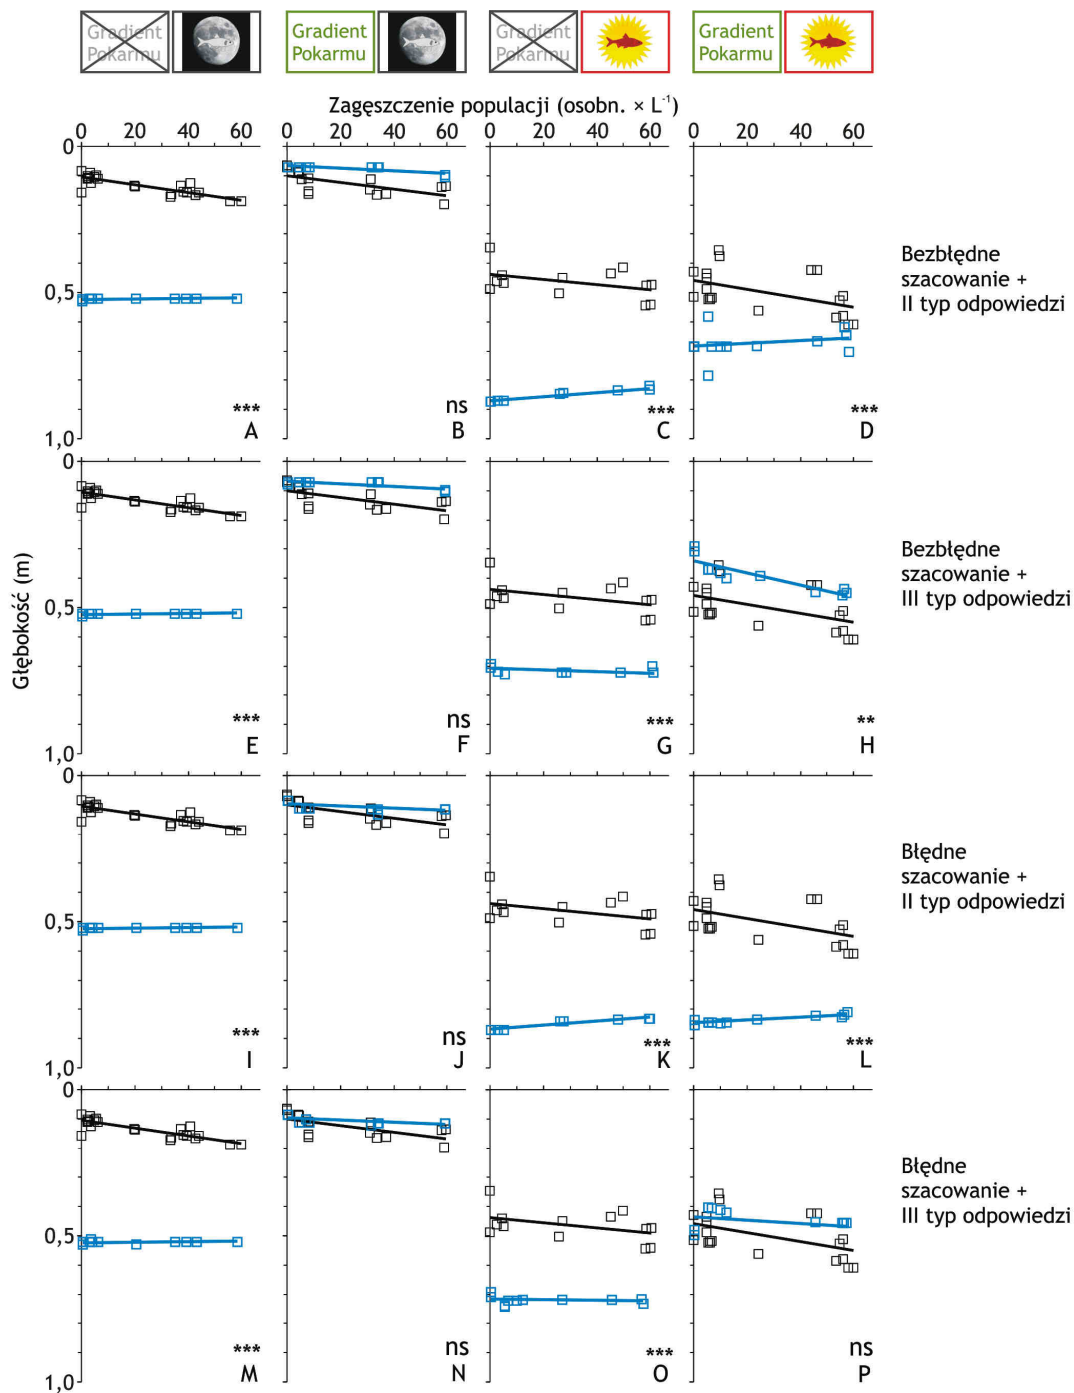 Gradient
Pokarmu
Gradient
Pokarmu
Gradient
Pokarmu
Gradient
Pokarmu
Zagęszczenie populacji (osobn. × L⁻¹)
0 20 40 60 0 20 40 60 0 20 40 60 0 20 40 60
0
0,5
1,0
*** A
ns B
*** C
*** D
Bezbłędne
szacowanie +
II typ odpowiedzi
0
0,5
1,0
*** E
ns F
*** G
** H
Bezbłędne
szacowanie +
III typ odpowiedzi
Głębokość (m)
0
0,5
1,0
*** I
ns J
*** K
*** L
Błędne
szacowanie +
II typ odpowiedzi
0
0,5
1,0
*** M
ns N
*** O
ns P
Błędne
szacowanie +
III typ odpowiedzi